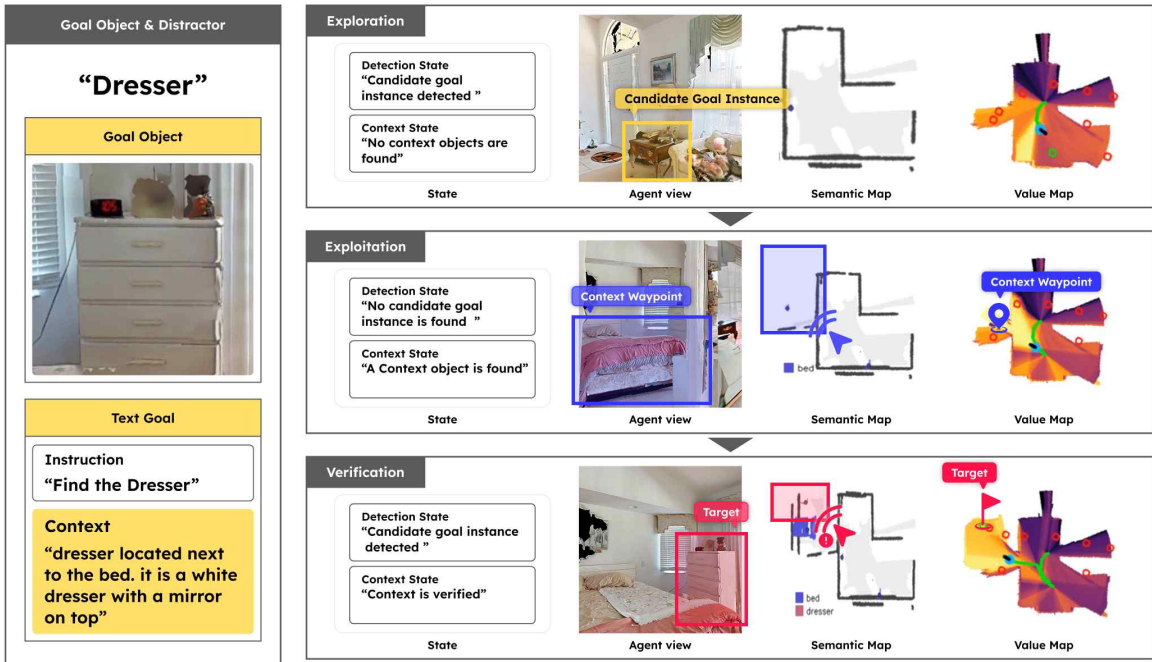 Goal Object & Distractor
“Dresser”
Goal Object
Text Goal
Instruction
“Find the Dresser”
Context
“dresser located next
to the bed. it is a white
dresser with a mirror
on top”
Exploration
Detection State
“Candidate goal
instance detected ”
Context State
“No context objects are
found”
State
Candidate Goal Instance
Agent view
Semantic Map
Value Map
Exploitation
Detection State
“No candidate goal
instance is found ”
Context State
“A Context object is found”
State
Context Waypoint
Agent view
bed
Semantic Map
Context Waypoint
Value Map
Verification
Detection State
“Candidate goal instance
detected ”
Context State
“Context is verified”
State
Target
Agent view
bed
dresser
Semantic Map
Target
Value Map